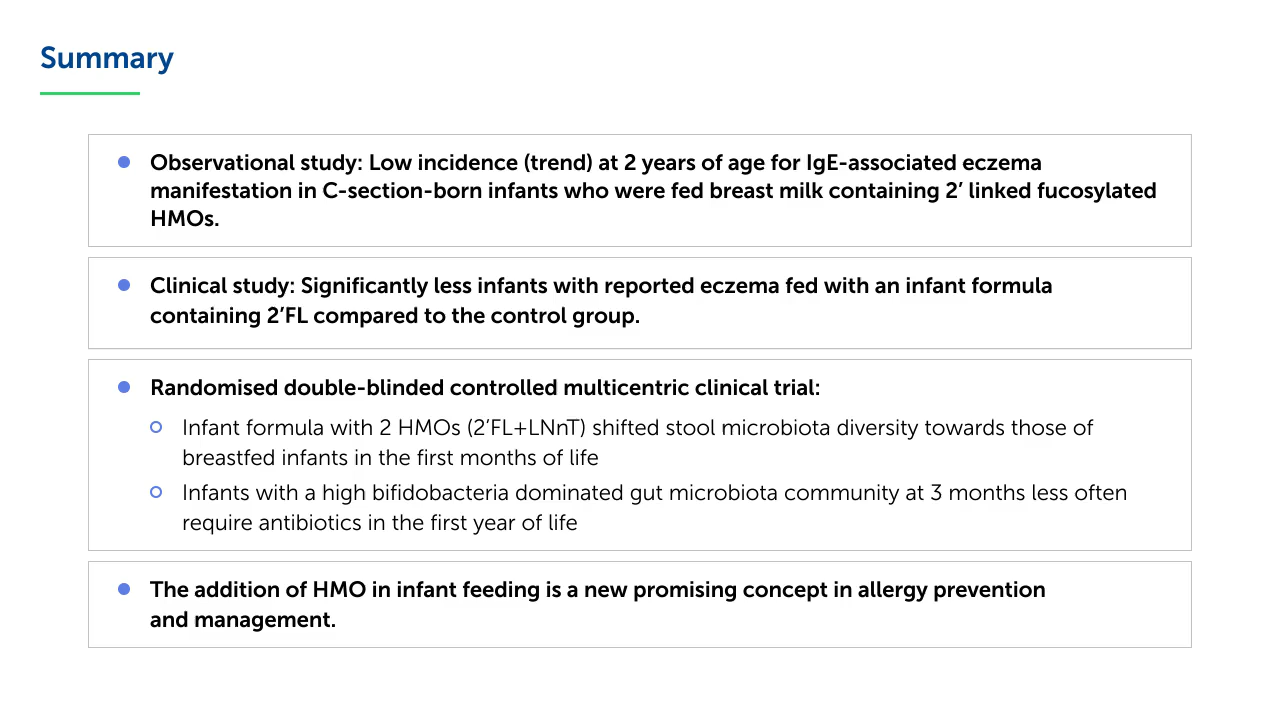 Summary
Observational study: Low incidence (trend) at 2 years of age for IgE-associated eczema
manifestation in C-section-born infants who were fed breast milk containing 2’ linked fucosylated
HMOs.
Clinical study: Significantly less infants with reported eczema fed with an infant formula
containing 2’FL compared to the control group.
Randomised double-blinded controlled multicentric clinical trial:
Infant formula with 2 HMOs (2’FL+LNnT) shifted stool microbiota diversity towards those of
breastfed infants in the first months of life
Infants with a high bifidobacteria dominated gut microbiota community at 3 months less often
require antibiotics in the first year of life
The addition of HMO in infant feeding is a new promising concept in allergy prevention
and management.